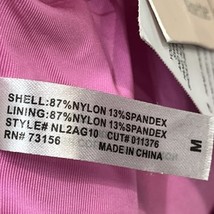 SHELL:87%NYLON 13%SPANDEX
LINING:87%NYLON 13%SPANDEX
STYLE# NL2AG10 CUT# 011376
RN# 73156 MADE IN CHINA
M